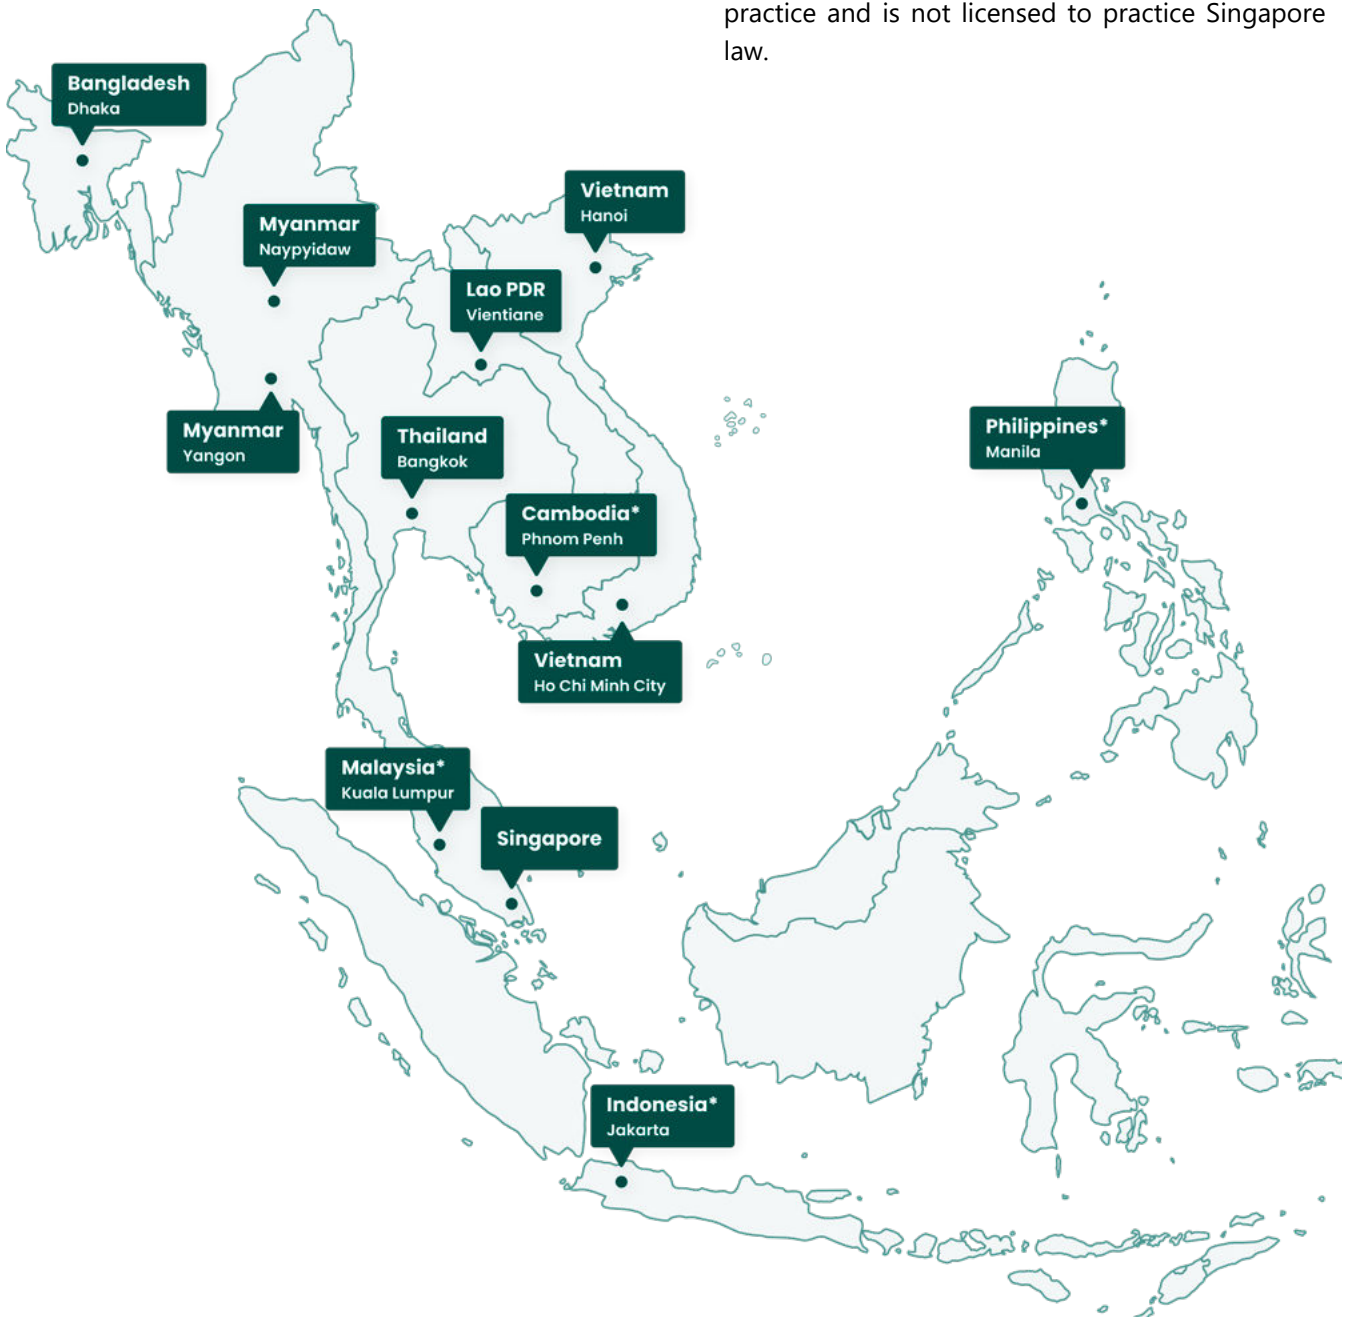 practice and is not licensed to practice Singapore
law.
Bangladesh
Dhaka
Vietnam
Hanoi
Myanmar
Naypyidaw
Lao PDR
Vientiane
Myanmar
Yangon
Thailand
Bangkok
Philippines*
Manila
Cambodia*
Phnom Penh
Vietnam
Ho Chi Minh City
Malaysia*
Kuala Lumpur
Singapore
Indonesia*
Jakarta